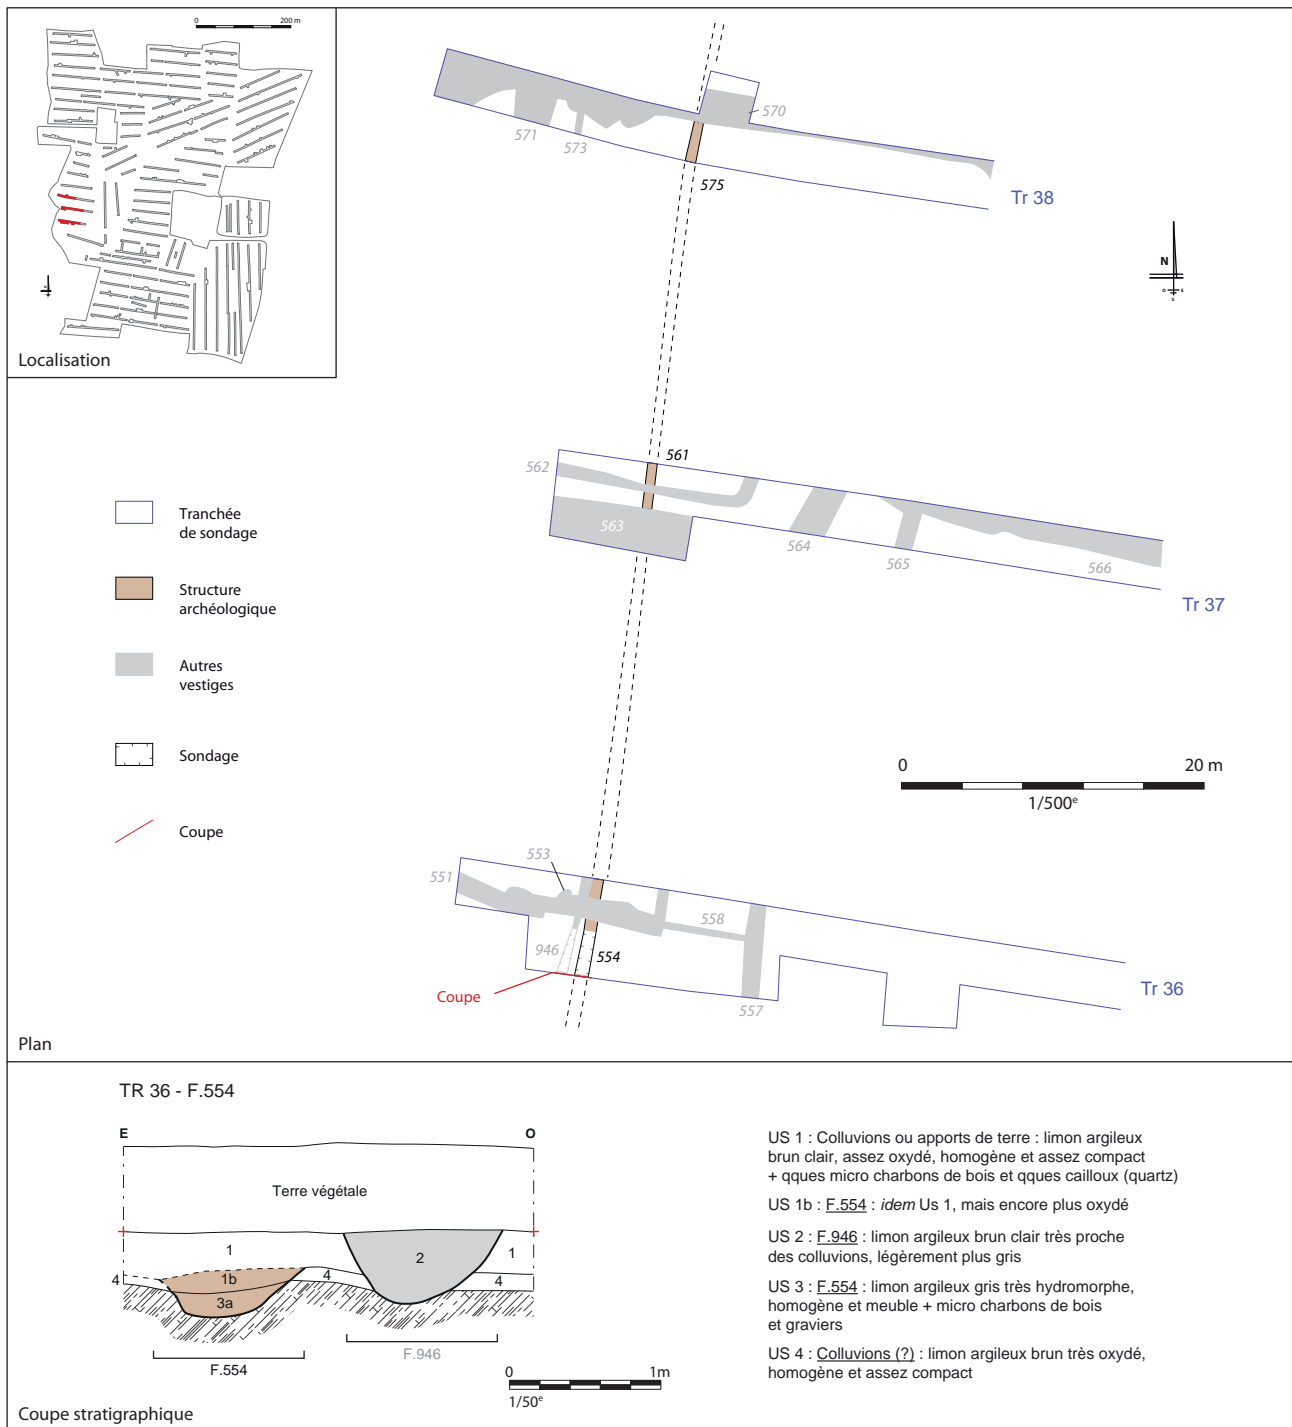 0 200 m
N
Localisation
570
571
573
575
Tr 38
N
O E
S
561
562
563
564
565
566
Tr 37
Tranchée
de sondage
Structure
archéologique
Autres
vestiges
Sondage
Coupe
0 20 m
1/500e
553
551
558
946
554
Coupe
557
Tr 36
Plan
TR 36 - F.554
E O
Terre végétale
1
2
1
1b
4
4
4
3a
F.554
F.946
0 1m
1/50e
Coupe stratigraphique
US 1 : Colluvions ou apports de terre : limon argileux
brun clair, assez oxydé, homogène et assez compact
+ qques micro charbons de bois et qques cailloux (quartz)
US 1b : F.554 : idem Us 1, mais encore plus oxydé
US 2 : F.946 : limon argileux brun clair très proche
des colluvions, légèrement plus gris
US 3 : F.554 : limon argileux gris très hydromorphe,
homogène et meuble + micro charbons de bois
et graviers
US 4 : Colluvions (?) : limon argileux brun très oxydé,
homogène et assez compact